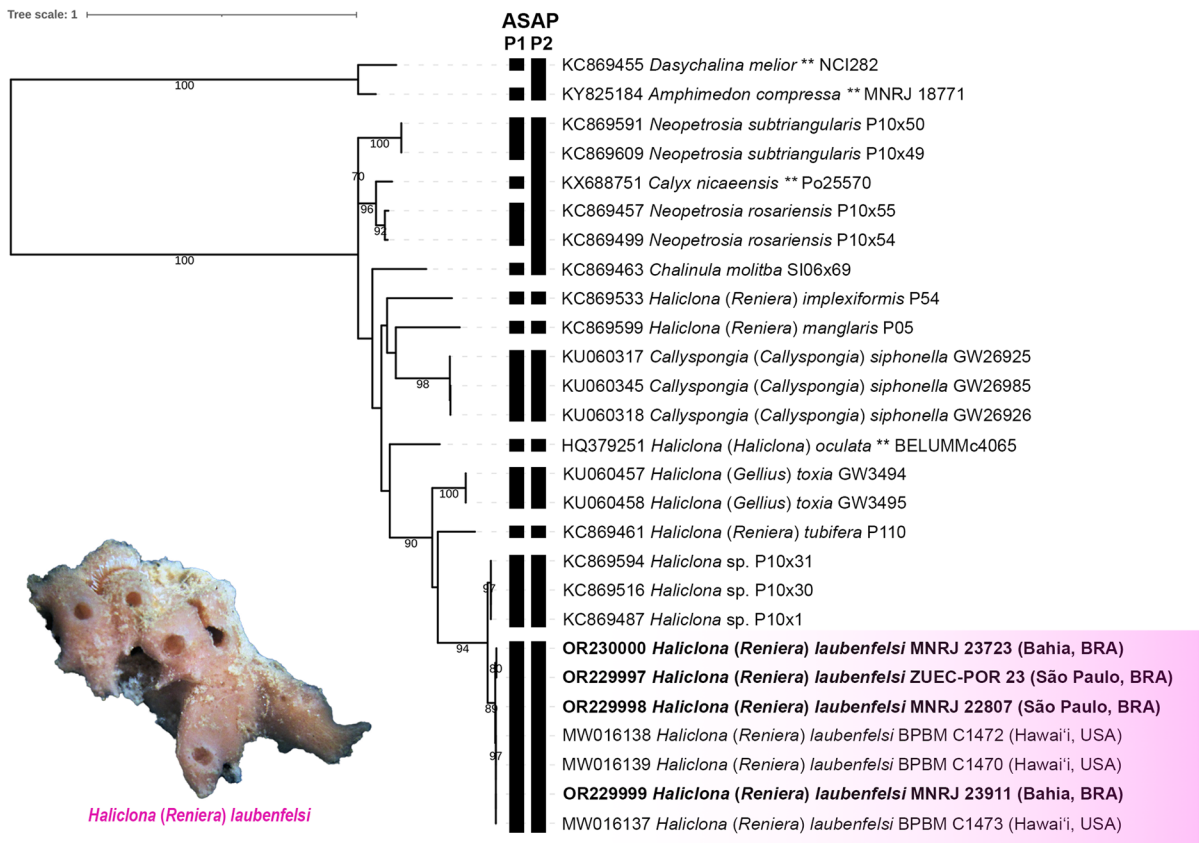 Tree scale: 1
ASAP
P1 P2
100
KC869455 Dasychalina melior ** NCI282
KY825184 Amphimedon compressa ** MNRJ 18771
KC869591 Neopetrosia subtriangularis P10x50
100
KC869609 Neopetrosia subtriangularis P10x49
70
KX688751 Calyx nicaeensis ** Po25570
96
KC869457 Neopetrosia rosariensis P10x55
92
KC869499 Neopetrosia rosariensis P10x54
100
KC869463 Chalinula molitba SI06x69
KC869533 Haliclona (Reniera) implexiformis P54
KC869599 Haliclona (Reniera) manglaris P05
KU060317 Callyspongia (Callyspongia) siphonella GW26925
98
KU060345 Callyspongia (Callyspongia) siphonella GW26985
KU060318 Callyspongia (Callyspongia) siphonella GW26926
HQ379251 Haliclona (Haliclona) oculata ** BELUMMc4065
KU060457 Haliclona (Gellius) toxia GW3494
100
KU060458 Haliclona (Gellius) toxia GW3495
KC869461 Haliclona (Reniera) tubifera P110
90
KC869594 Haliclona sp. P10x31
97
KC869516 Haliclona sp. P10x30
KC869487 Haliclona sp. P10x1
94
OR230000 Haliclona (Reniera) laubenfelsi MNRJ 23723 (Bahia, BRA)
80
OR229997 Haliclona (Reniera) laubenfelsi ZUEC-POR 23 (São Paulo, BRA)
89
OR229998 Haliclona (Reniera) laubenfelsi MNRJ 22807 (São Paulo, BRA)
MW016138 Haliclona (Reniera) laubenfelsi BPBM C1472 (Hawaiʻi, USA)
97
MW016139 Haliclona (Reniera) laubenfelsi BPBM C1470 (Hawaiʻi, USA)
OR229999 Haliclona (Reniera) laubenfelsi MNRJ 23911 (Bahia, BRA)
MW016137 Haliclona (Reniera) laubenfelsi BPBM C1473 (Hawaiʻi, USA)
Haliclona (Reniera) laubenfelsi